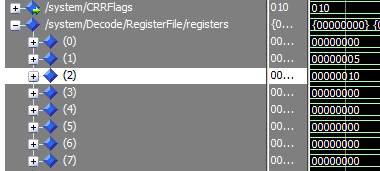 /system/CRRFlags 010 010
/system/Decode/RegisterFile/registers {0... {00000000} {0
(0) 00... 00000000
(1) 00... 00000005
(2) 00... 00000010
(3) 00... 00000000
(4) 00... 00000000
(5) 00... 00000000
(6) 00... 00000000
(7) 00... 00000000